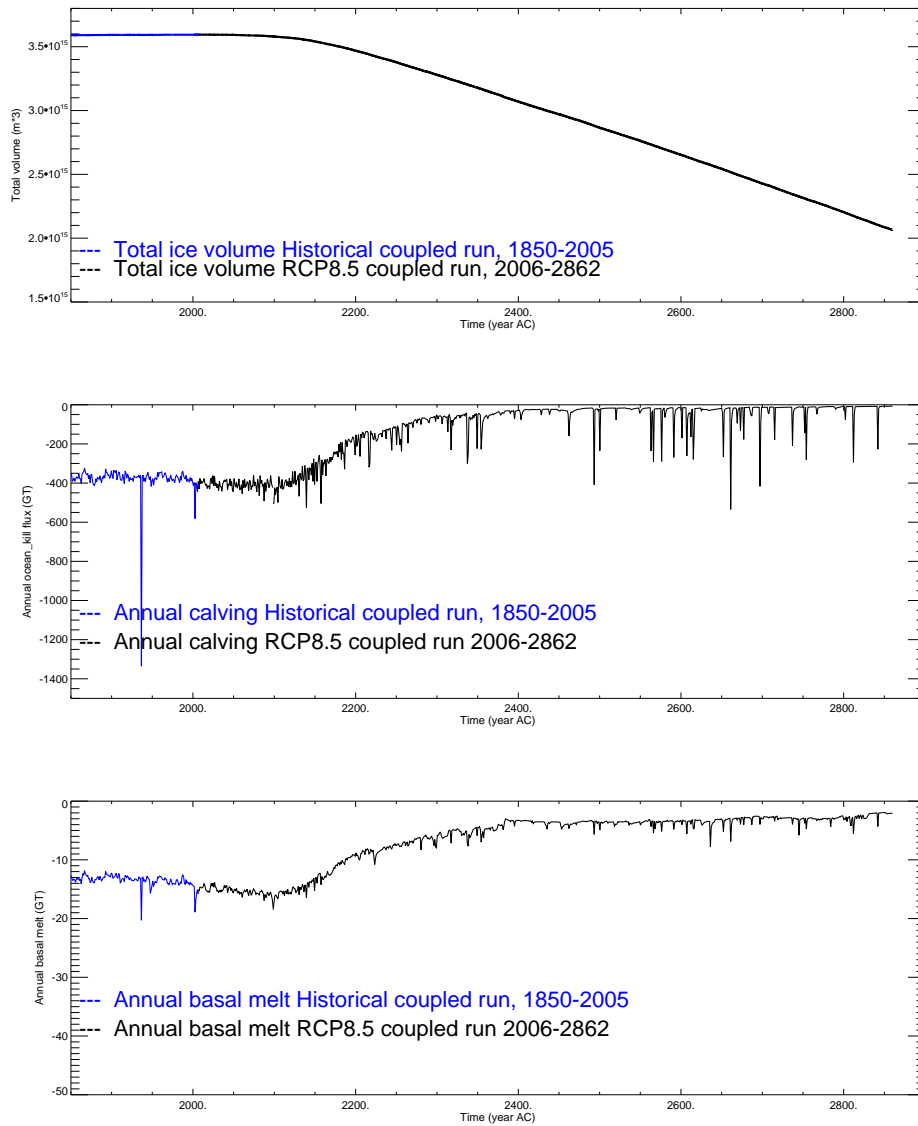 3.5•10¹⁵
3.0•10¹⁵
2.5•10¹⁵
2.0•10¹⁵
1.5•10¹⁵
Total volume (m^3)
Total ice volume Historical coupled run, 1850-2005
Total ice volume RCP8.5 coupled run, 2006-2862
2000. 2200. 2400. 2600. 2800.
Time (year AC)
0
-200
-400
-600
-800
-1000
-1200
-1400
Annual ocean_kill flux (GT)
Annual calving Historical coupled run, 1850-2005
Annual calving RCP8.5 coupled run 2006-2862
2000. 2200. 2400. 2600. 2800.
Time (year AC)
0
-10
-20
-30
-40
-50
Annual basal melt (GT)
Annual basal melt Historical coupled run, 1850-2005
Annual basal melt RCP8.5 coupled run 2006-2862
2000. 2200. 2400. 2600. 2800.
Time (year AC)